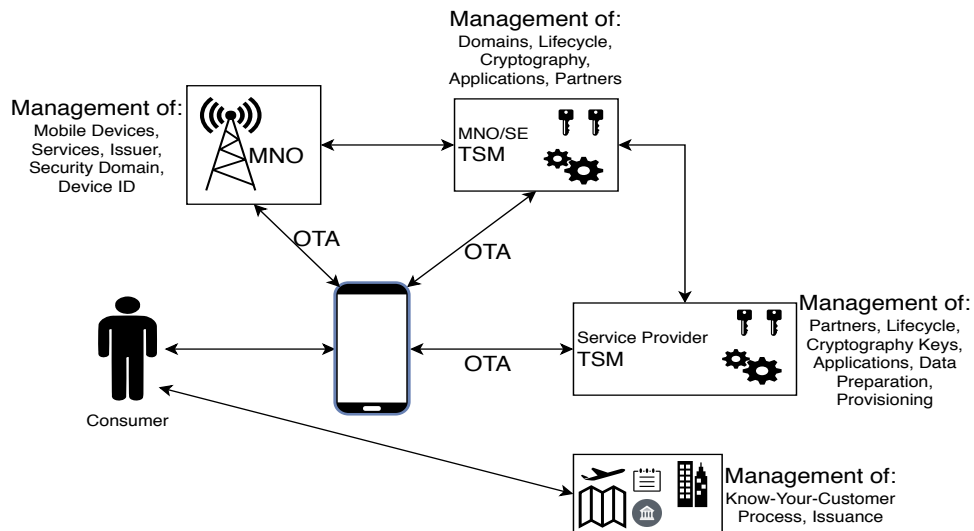 Management of:
Domains, Lifecycle,
Cryptography,
Applications, Partners
Management of:
Mobile Devices,
Services, Issuer,
Security Domain,
Device ID
MNO
MNO/SE
TSM
OTA
OTA
Consumer
OTA
Service Provider
TSM
Management of:
Partners, Lifecycle,
Cryptography Keys,
Applications, Data
Preparation,
Provisioning
Management of:
Know-Your-Customer
Process, Issuance